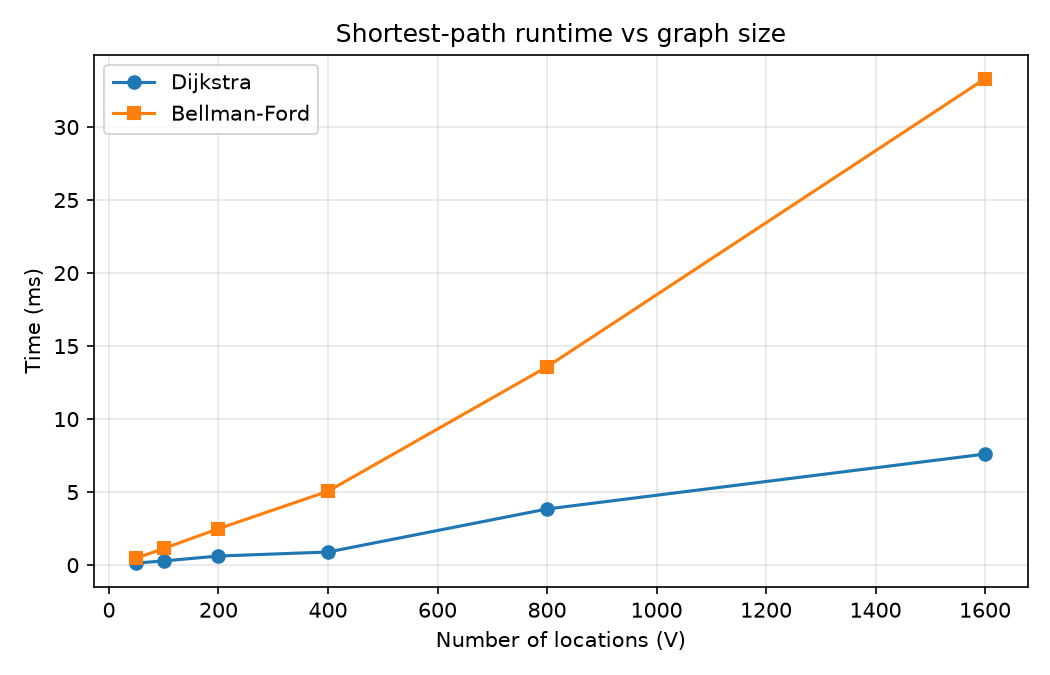 Shortest-path runtime vs graph size
Dijkstra
Bellman-Ford
Time (ms)
30
25
20
15
10
5
0
0 200 400 600 800 1000 1200 1400 1600
Number of locations (V)